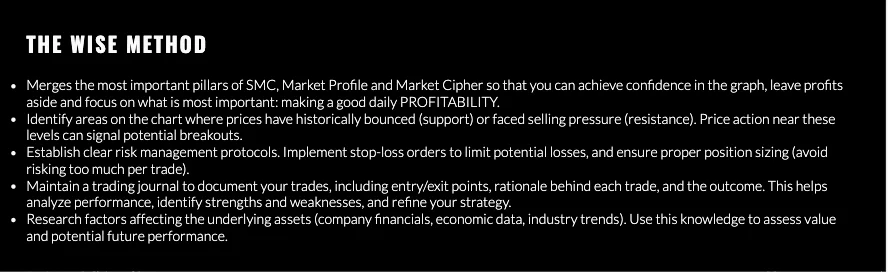 THE WISE METHOD
• Merges the most important pillars of SMC, Market Profile and Market Cipher so that you can achieve confidence in the graph, leave profits
aside and focus on what is most important: making a good daily PROFITABILITY.
• Identify areas on the chart where prices have historically bounced (support) or faced selling pressure (resistance). Price action near these
levels can signal potential breakouts.
• Establish clear risk management protocols. Implement stop-loss orders to limit potential losses, and ensure proper position sizing (avoid
risking too much per trade).
• Maintain a trading journal to document your trades, including entry/exit points, rationale behind each trade, and the outcome. This helps
analyze performance, identify strengths and weaknesses, and refine your strategy.
• Research factors affecting the underlying assets (company financials, economic data, industry trends). Use this knowledge to assess value
and potential future performance.